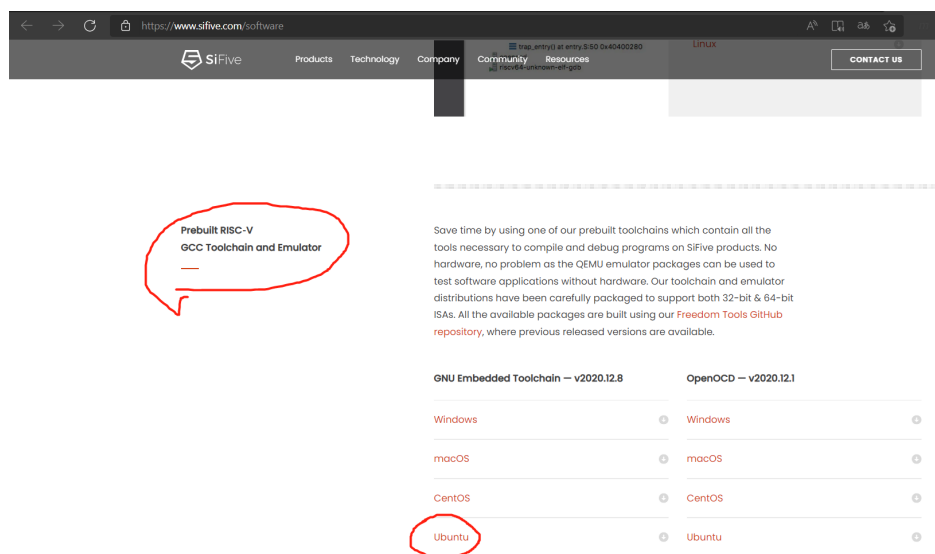 https://www.sifive.com/software
trap_entry() at entry.S:50 0x40400280
riscv64-unknown-elf-gdb
Linux
SiFive
Products Technology Company Community Resources
CONTACT US
Prebuilt RISC-V
GCC Toolchain and Emulator
Save time by using one of our prebuilt toolchains which contain all the
tools necessary to compile and debug programs on SiFive products. No
hardware, no problem as the QEMU emulator packages can be used to
test software applications without hardware. Our toolchain and emulator
distributions have been carefully packaged to support both 32-bit & 64-bit
ISAs. All the available packages are built using our Freedom Tools GitHub
repository, where previous released versions are available.
GNU Embedded Toolchain — v2020.12.8
OpenOCD — v2020.12.1
Windows
Windows
macOS
macOS
CentOS
CentOS
Ubuntu
Ubuntu